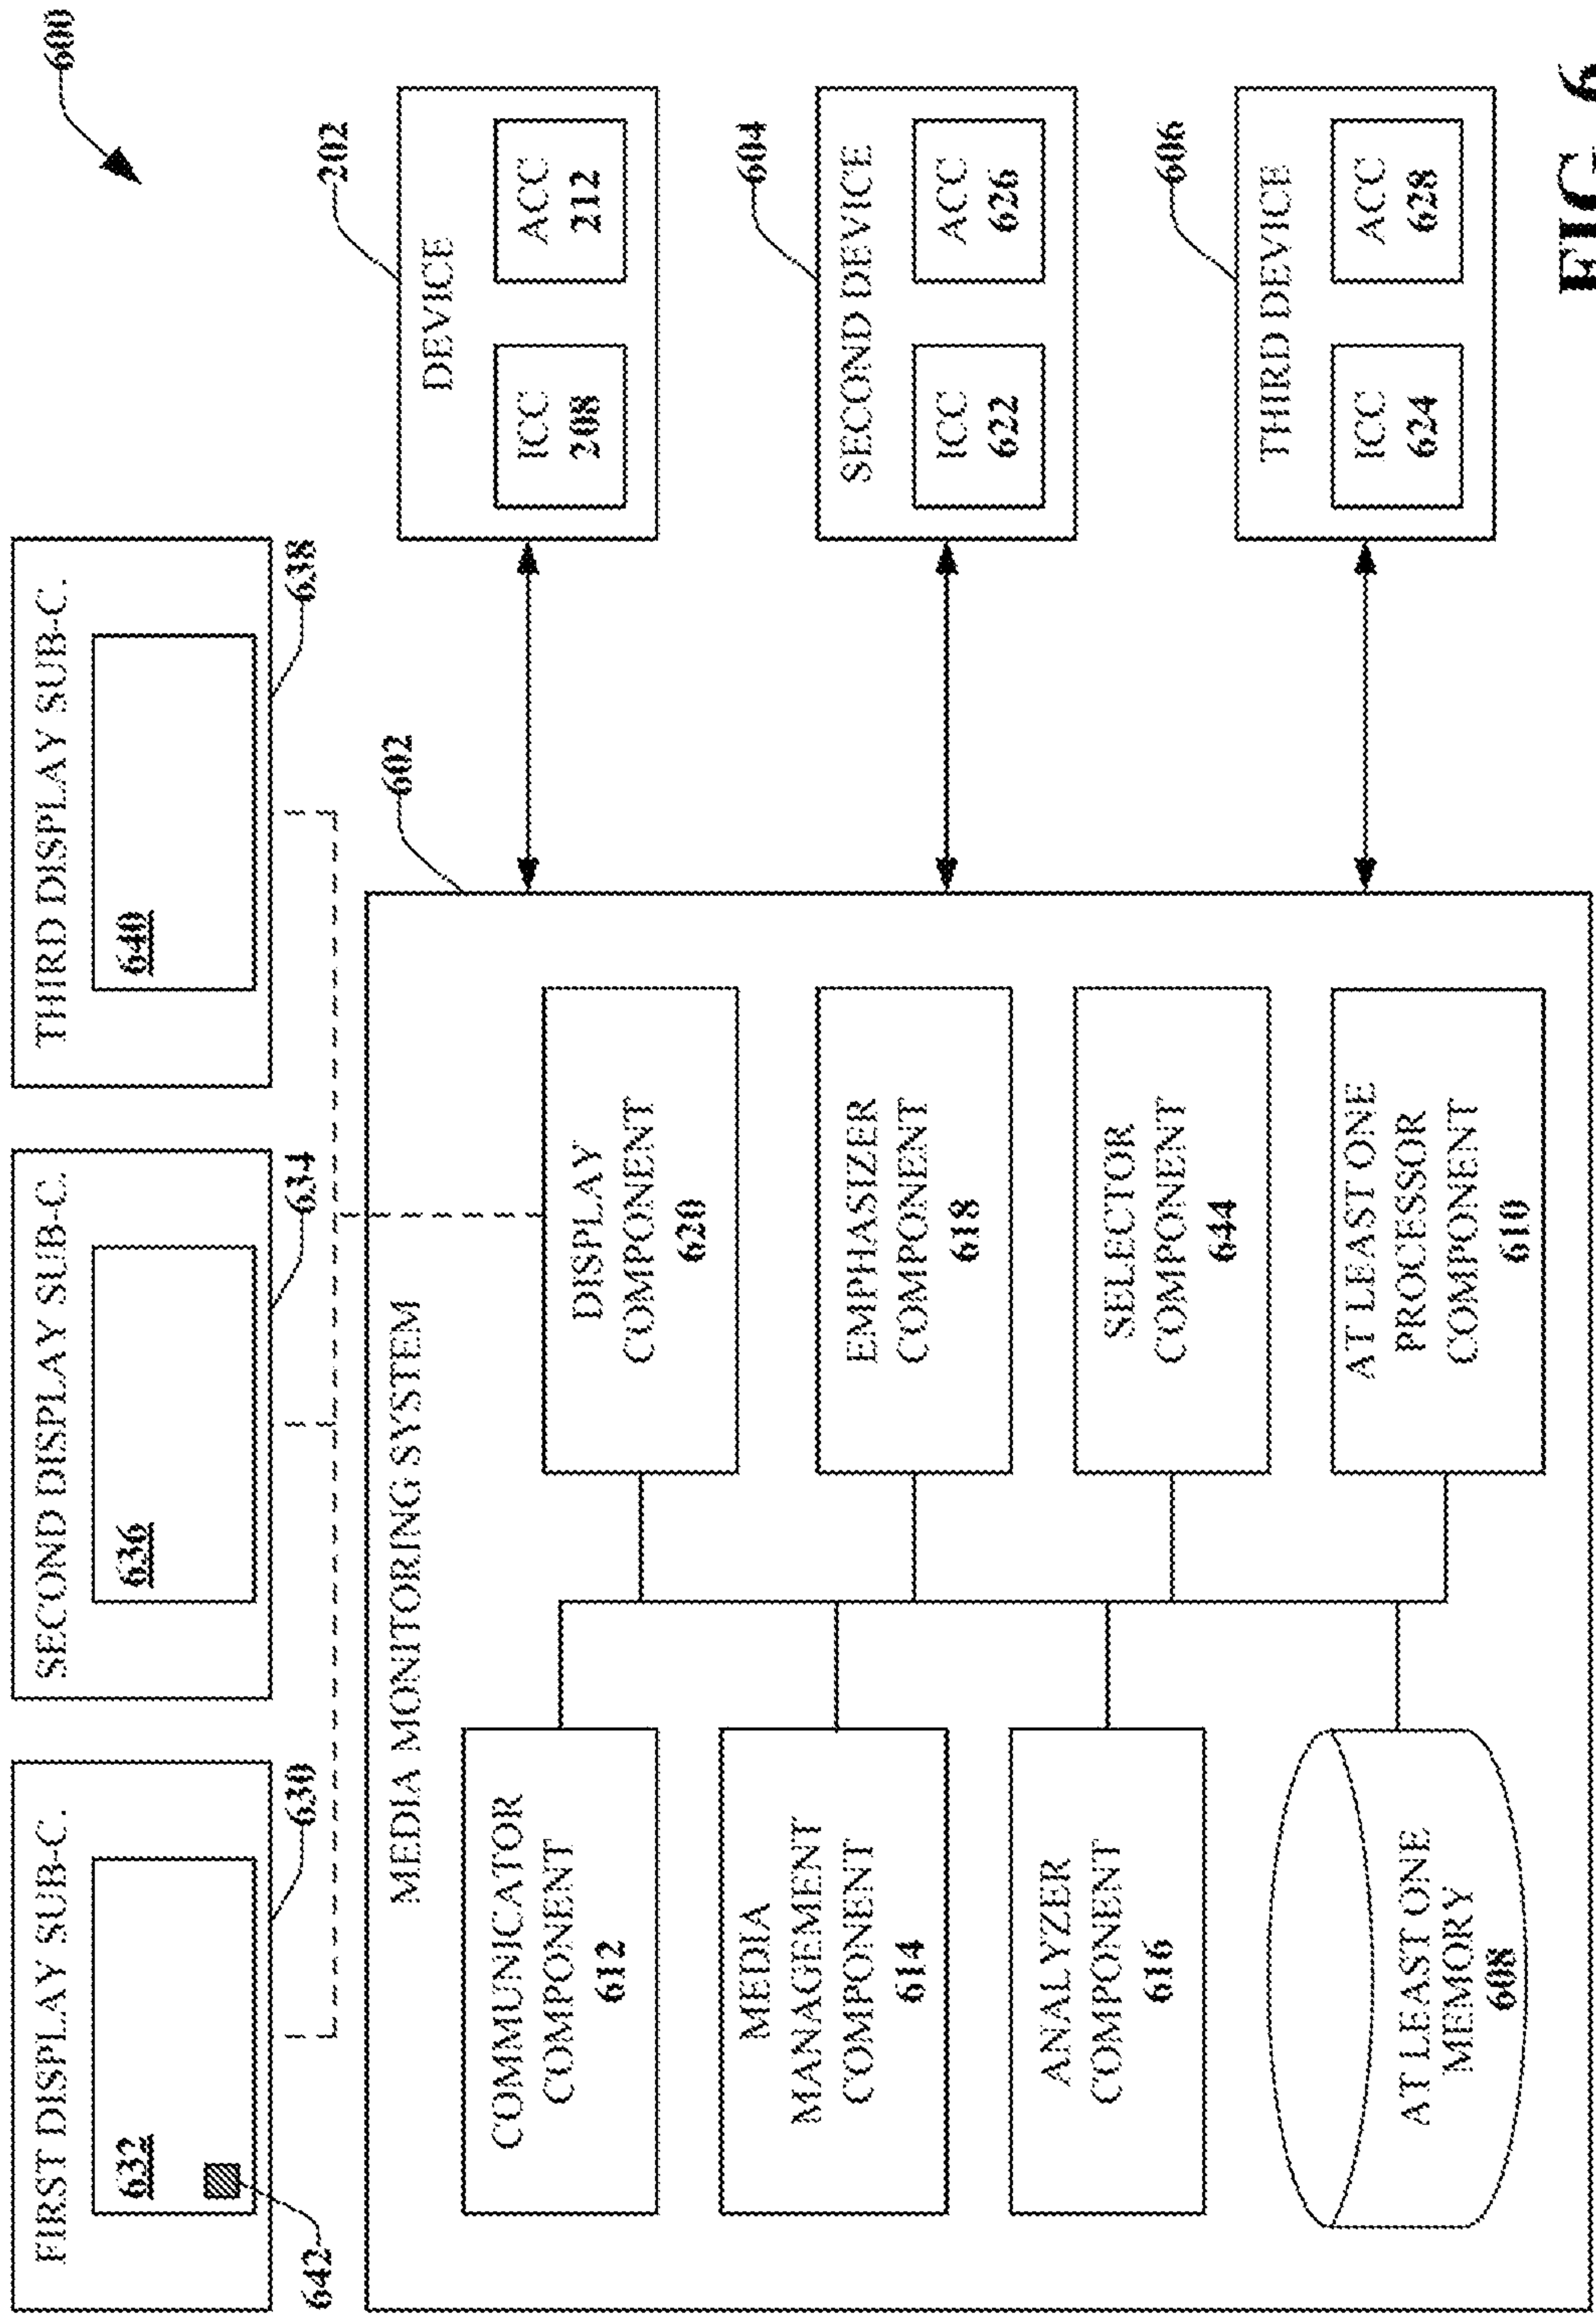 600
FIRST DISPLAY SUB-C.
632
642
630
SECOND DISPLAY SUB-C.
636
634
THIRD DISPLAY SUB-C.
640
638
602
MEDIA MONITORING SYSTEM
COMMUNICATOR
COMPONENT
612
MEDIA
MANAGEMENT
COMPONENT
614
ANALYZER
COMPONENT
616
AT LEAST ONE
MEMORY
608
DISPLAY
COMPONENT
620
EMPHASIZER
COMPONENT
618
SELECTOR
COMPONENT
644
AT LEAST ONE
PROCESSOR
COMPONENT
610
202
DEVICE
ICC
208
ACC
212
604
SECOND DEVICE
ICC
622
ACC
626
606
THIRD DEVICE
ICC
624
ACC
628
FIG. 6